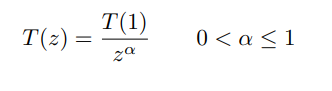 T(z) = T(1) / z^α    0 < α ≤ 1